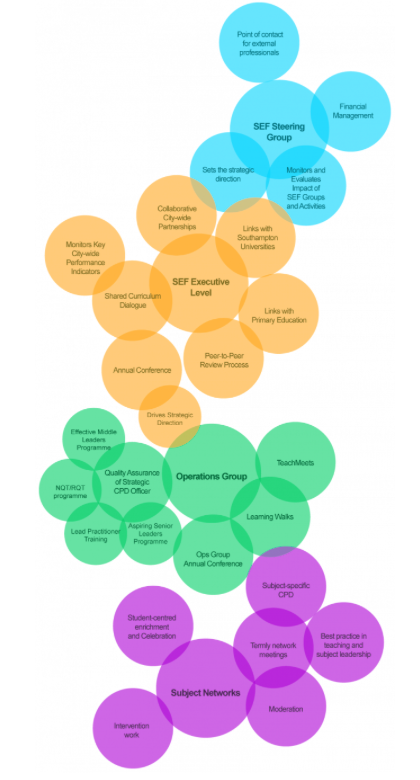 Point of contact
for external
professionals
SEF Steering
Group
Financial
Management
Sets the strategic
direction
Monitors and
Evaluates
Impact of
SEF Groups
and Activities
Collaborative
City-wide
Partnerships
Links with
Southampton
Universities
Monitors Key
City-wide
Performance
Indicators
SEF Executive
Level
Shared Curriculum
Dialogue
Links with
Primary Education
Peer-to-Peer
Review Process
Annual Conference
Drives Strategic
Direction
Effective Middle
Leaders
Programme
Operations Group
TeachMeets
Quality Assurance
of Strategic
CPD Officer
NQT/RQT
programme
Learning Walks
Lead Practitioner
Training
Aspiring Senior
Leaders
Programme
Ops Group
Annual Conference
Subject-specific
CPD
Student-centred
enrichment
and Celebration
Termly network
meetings
Best practice in
teaching and
subject leadership
Subject Networks
Moderation
Intervention
work